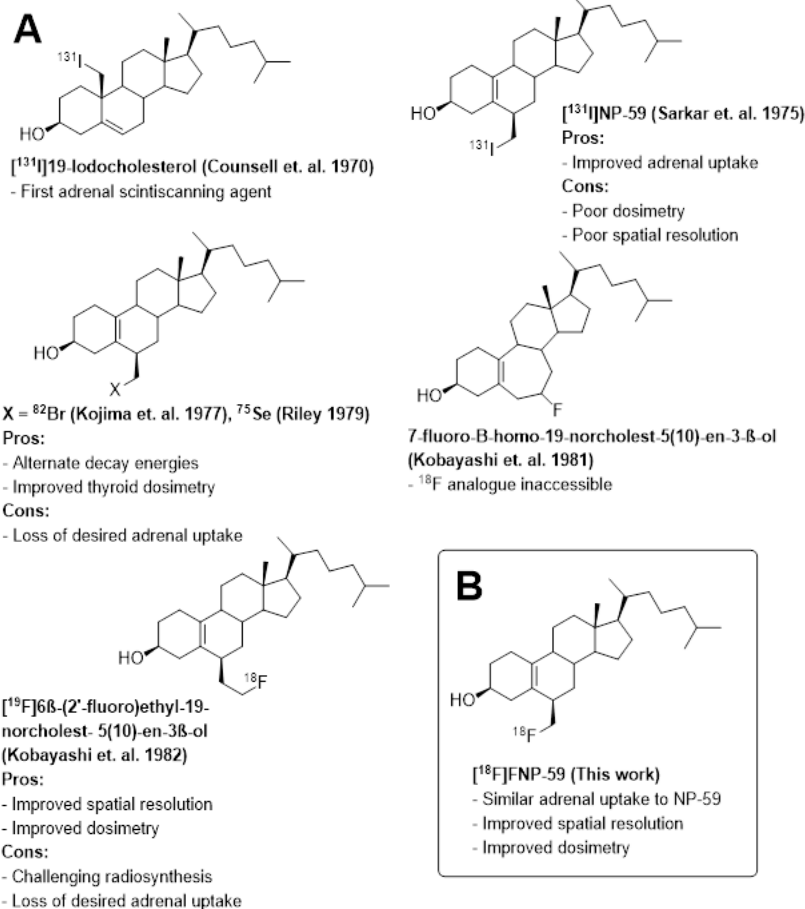 A
131I
HO
[131I]19-Iodocholesterol (Counsell et. al. 1970)
- First adrenal scintiscanning agent
HO
131I
[131I]NP-59 (Sarkar et. al. 1975)
Pros:
- Improved adrenal uptake
Cons:
- Poor dosimetry
- Poor spatial resolution
HO
X
X = 82Br (Kojima et. al. 1977), 75Se (Riley 1979)
Pros:
- Alternate decay energies
- Improved thyroid dosimetry
Cons:
- Loss of desired adrenal uptake
HO
F
7-fluoro-B-homo-19-norcholest-5(10)-en-3-ß-ol
(Kobayashi et. al. 1981)
- 18F analogue inaccessible
HO
18F
[19F]6ß-(2'-fluoro)ethyl-19-
norcholest- 5(10)-en-3ß-ol
(Kobayashi et. al. 1982)
Pros:
- Improved spatial resolution
- Improved dosimetry
Cons:
- Challenging radiosynthesis
- Loss of desired adrenal uptake
B
HO
18F
[18F]FNP-59 (This work)
- Similar adrenal uptake to NP-59
- Improved spatial resolution
- Improved dosimetry